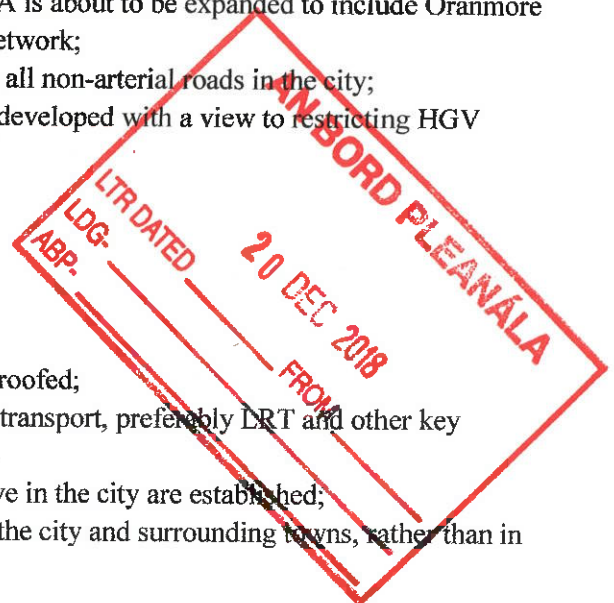 A is about to be expanded to include Oranmore
etwork;
all non-arterial roads in the city;
developed with a view to restricting HGV
AN BORD PLEANÁLA
LTR DATED FROM
LDG-
ABP-
20 DEC 2018
roofed;
transport, preferably LRT and other key
ve in the city are established;
the city and surrounding towns, rather than in